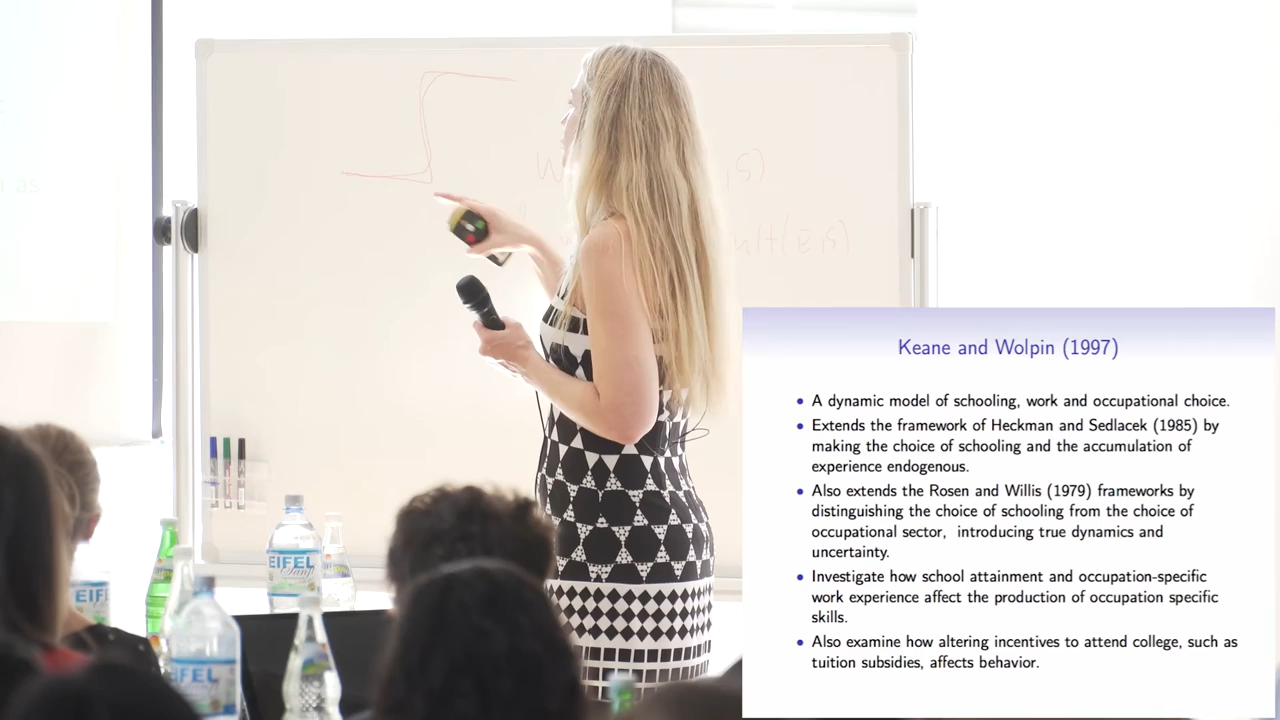 as
W
,s)
ult(E,s)
Keane and Wolpin (1997)
• A dynamic model of schooling, work and occupational choice.
• Extends the framework of Heckman and Sedlacek (1985) by
making the choice of schooling and the accumulation of
experience endogenous.
• Also extends the Rosen and Willis (1979) frameworks by
distinguishing the choice of schooling from the choice of
occupational sector, introducing true dynamics and
uncertainty.
• Investigate how school attainment and occupation-specific
work experience affect the production of occupation specific
skills.
• Also examine how altering incentives to attend college, such as
tuition subsidies, affects behavior.
EIFEL
Sanft
EIFEL
IFEL